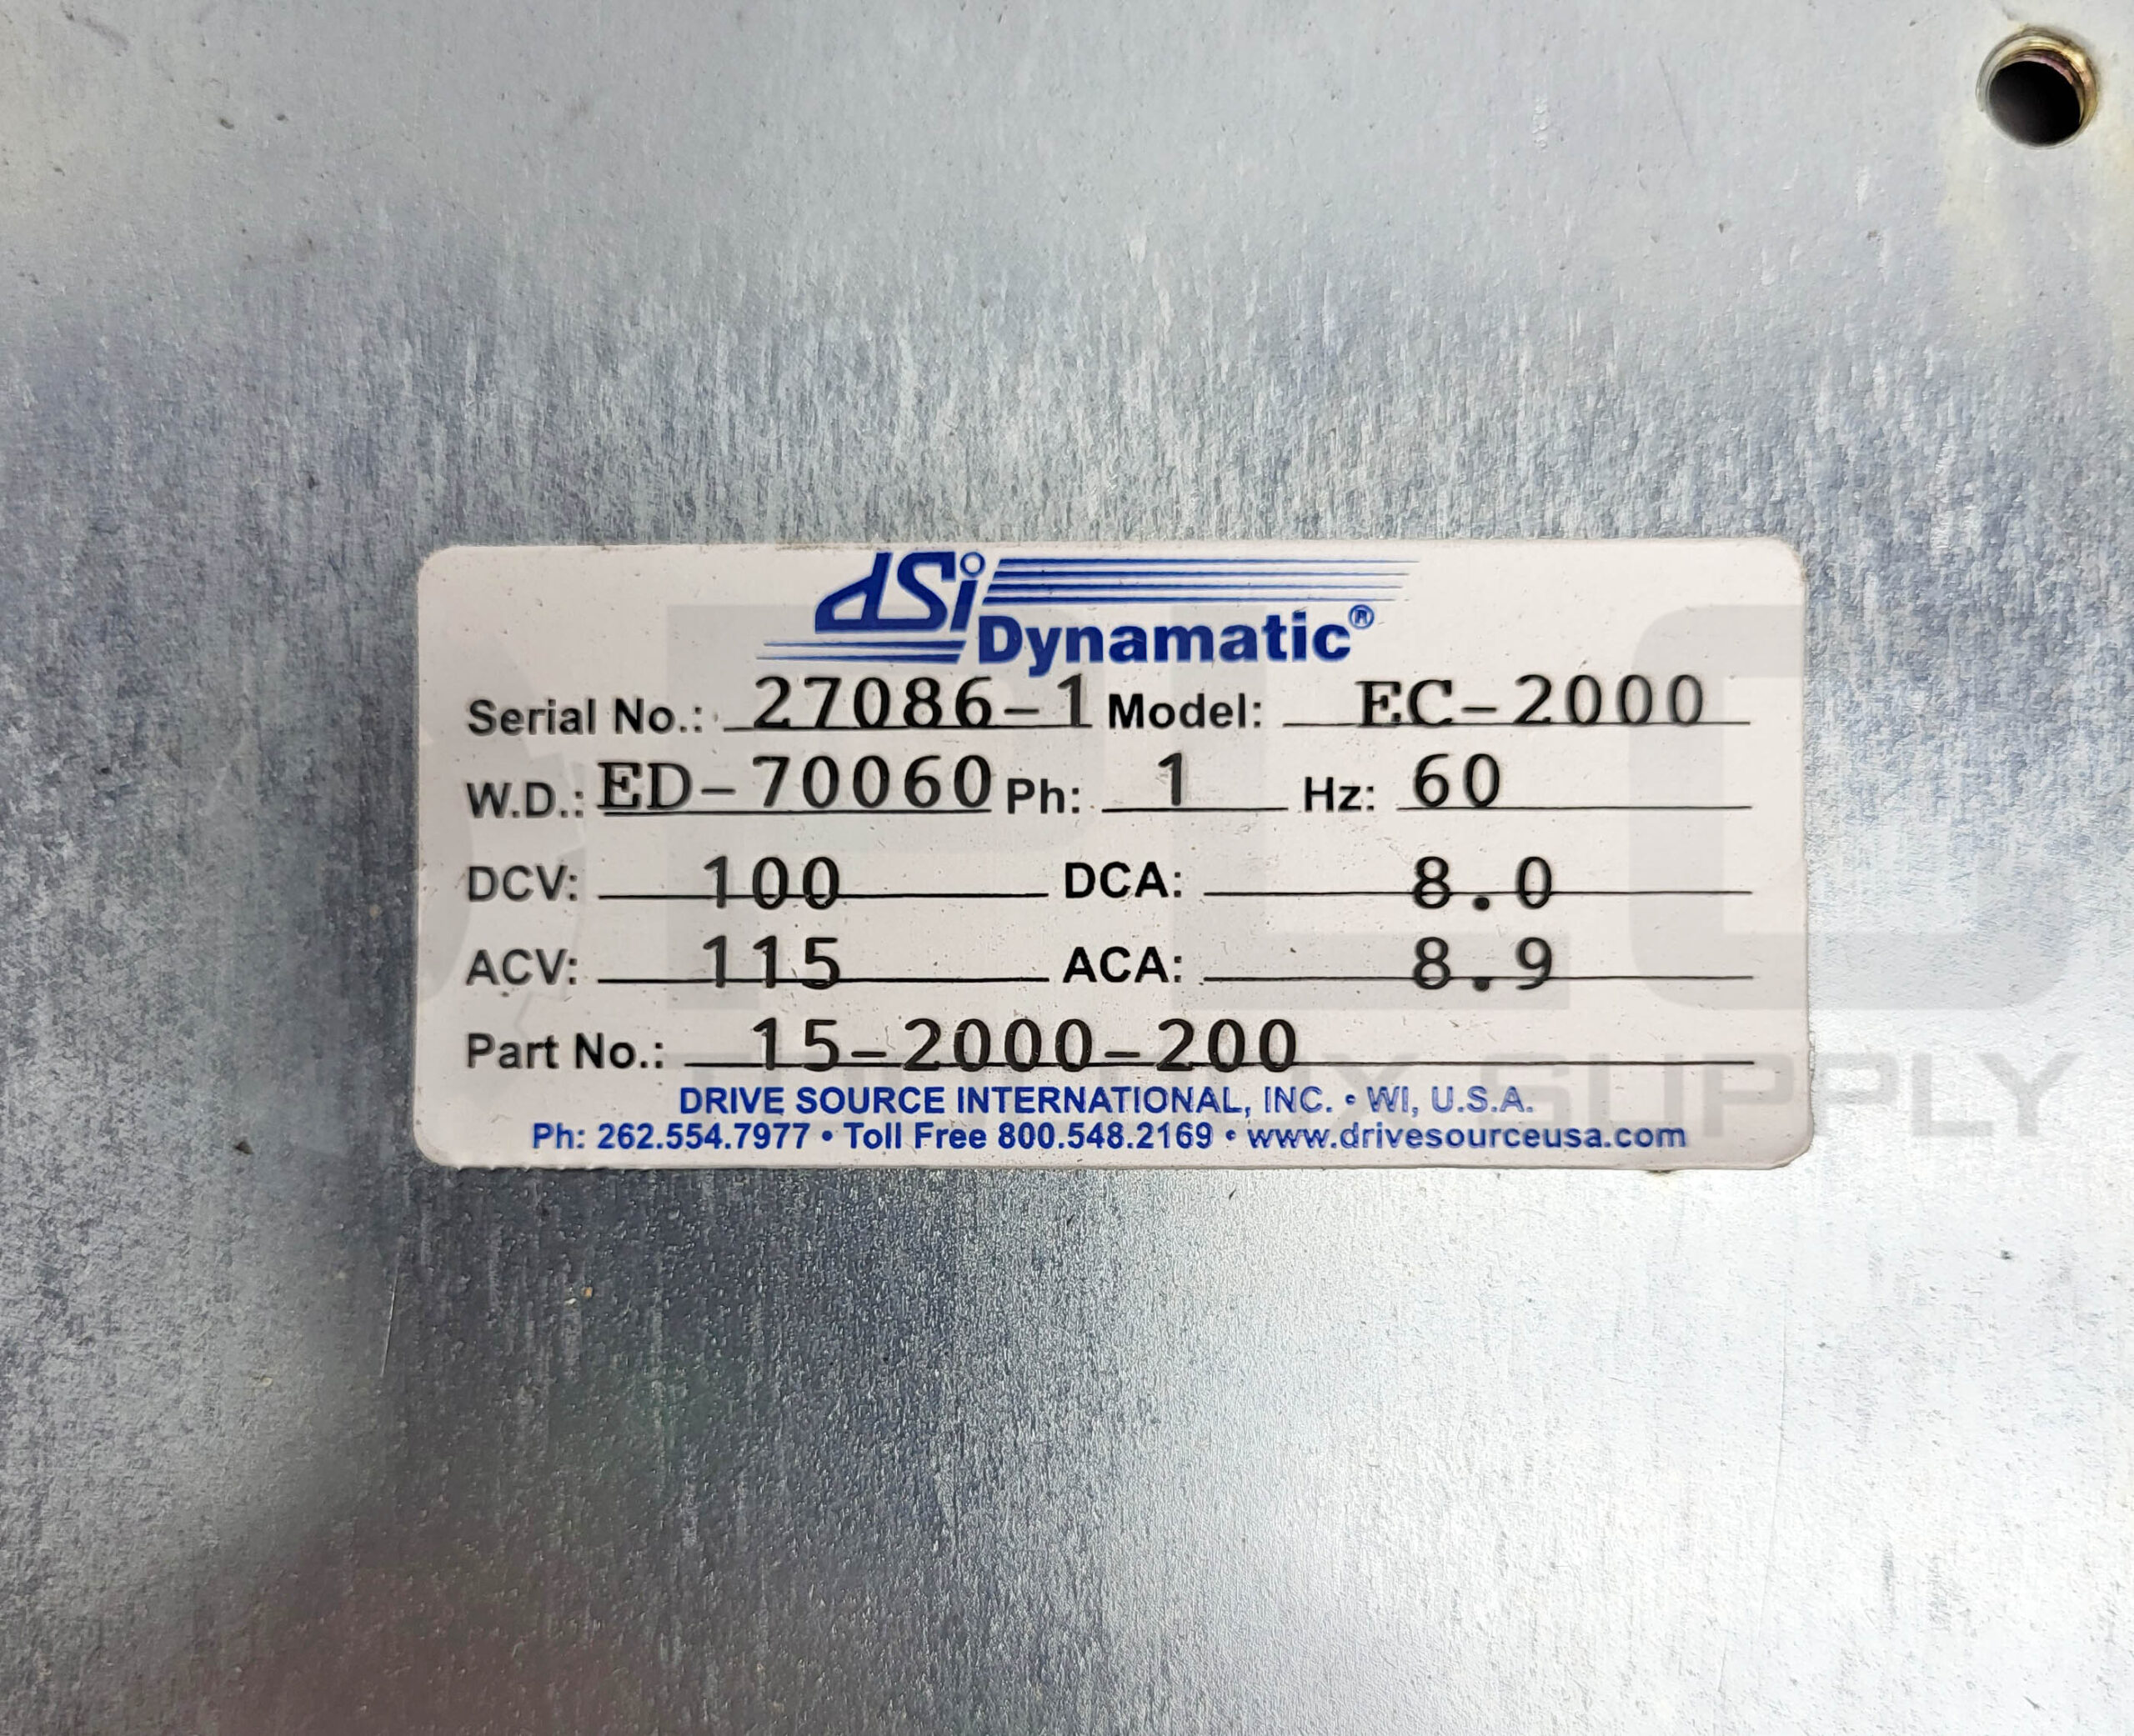 dSi
Dynamatic®
Serial No.: 27086-1 Model: EC-2000
W.D.: ED-70060 Ph: 1 Hz: 60
DCV: 100 DCA: 8.0
ACV: 115 ACA: 8.9
Part No.: 15-2000-200
DRIVE SOURCE INTERNATIONAL, INC. • WI, U.S.A.
Ph: 262.554.7977 • Toll Free 800.548.2169 • www.drivesourceusa.com
PLC
SUPPLY